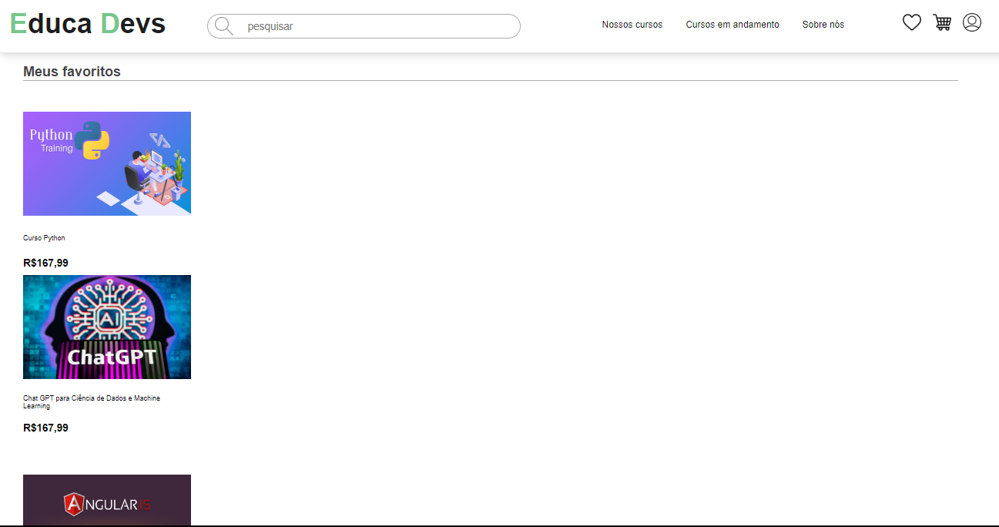 Educa Devs
pesquisar
Nossos cursos
Cursos em andamento
Sobre nós
Meus favoritos
Python
Training
Curso Python
R$167,99
AI
ChatGPT
Chat GPT para Ciência de Dados e Machine
Learning
R$167,99
ANGULARJS